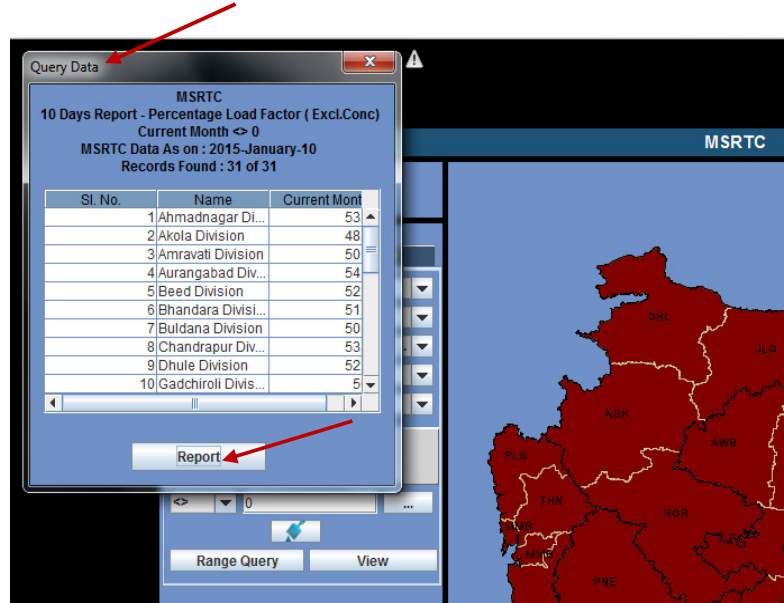 Query Data
MSRTC
10 Days Report - Percentage Load Factor ( Excl.Conc)
Current Month <> 0
MSRTC Data As on : 2015-January-10
Records Found : 31 of 31
Sl. No. Name Current Mont
1 Ahmadnagar Di... 53
2 Akola Division 48
3 Amravati Division 50
4 Aurangabad Div... 54
5 Beed Division 52
6 Bhandara Divisi... 51
7 Buldana Division 50
8 Chandrapur Div... 53
9 Dhule Division 52
10 Gadchiroli Divis... 5
Report
<> 0 ...
Range Query View
MSRTC
DHL
JLG
NSK
AWB
PLG
THN
NGR
MMB
MMB
PNE